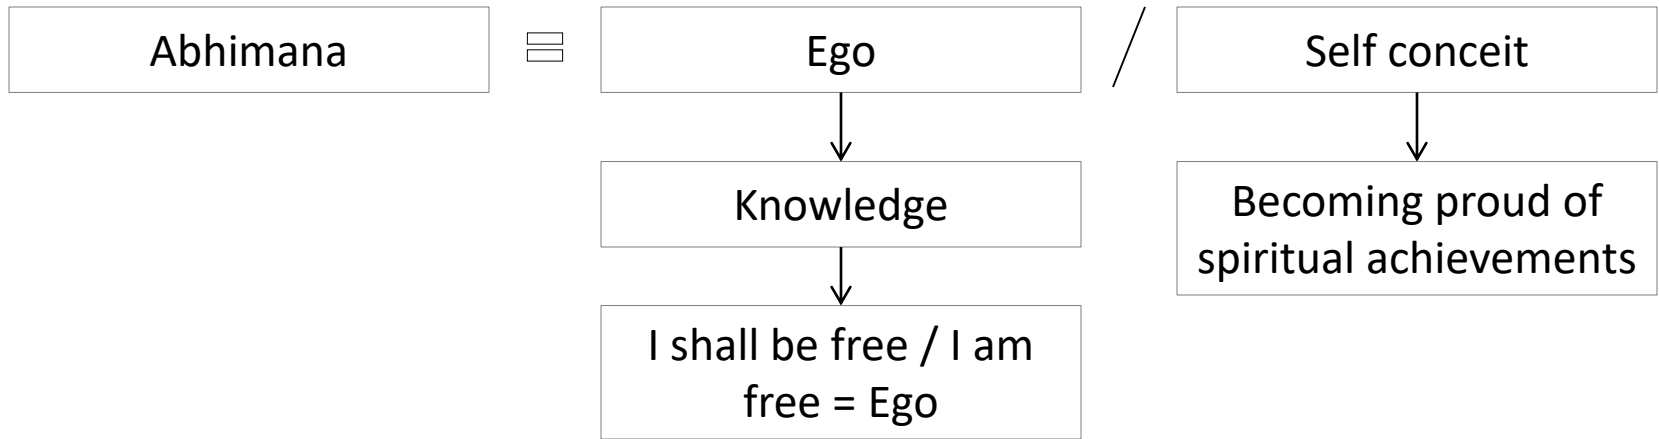 Abhimana = Ego / Self conceit
Knowledge
Becoming proud of
spiritual achievements
I shall be free / I am
free = Ego